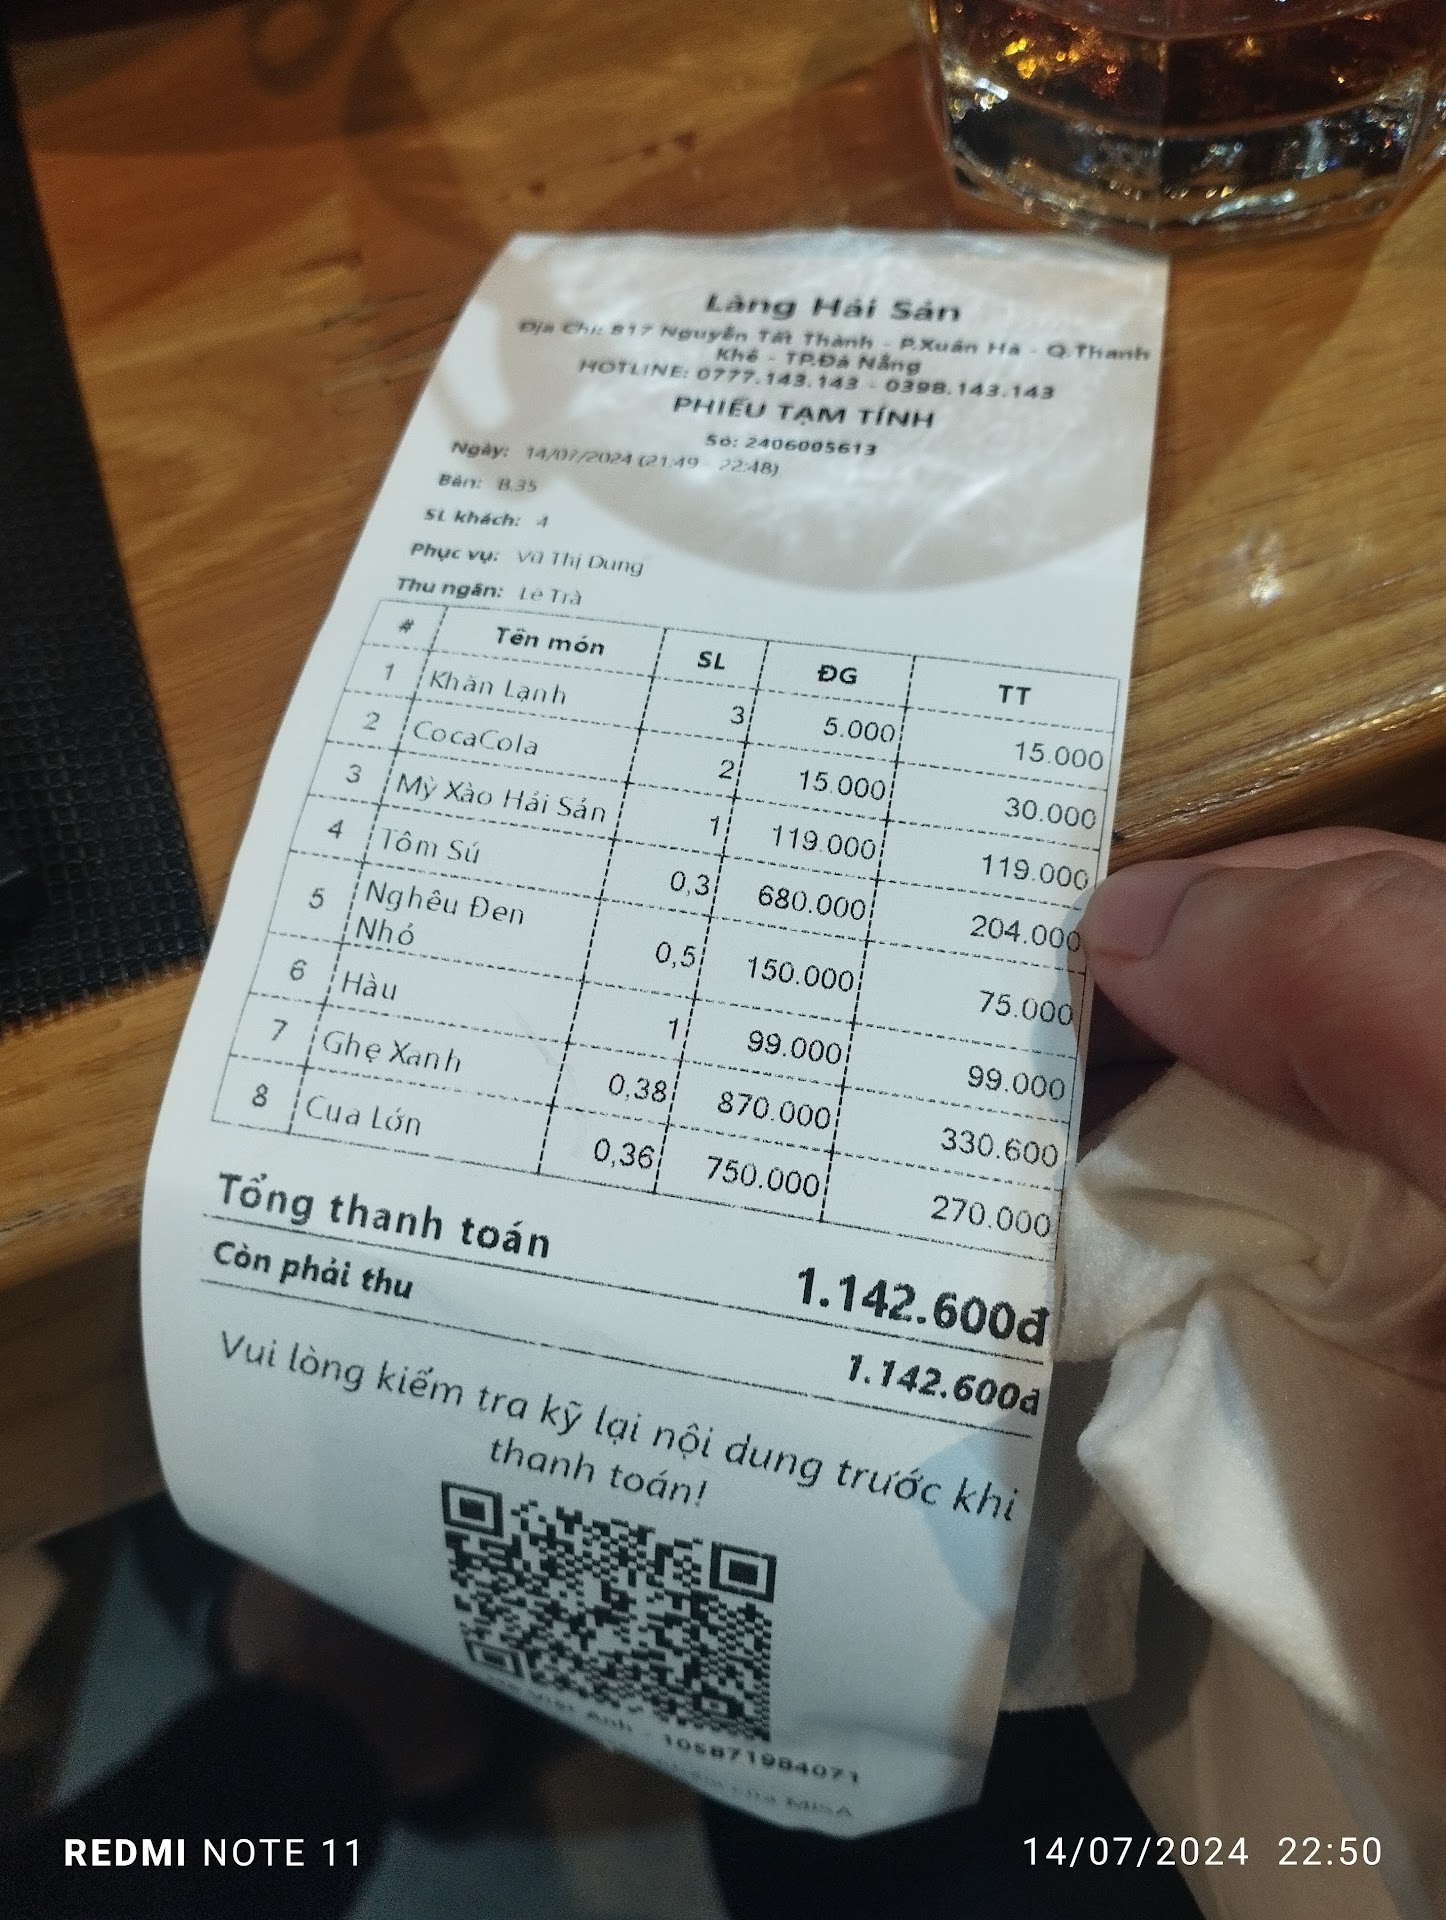 Làng Hải Sản
Địa Chỉ: 817 Nguyễn Tất Thành - P.Xuân Hà - Q.Thanh
Khê - TP.Đà Nẵng
HOTLINE: 0777.143.143 - 0398.143.143
PHIẾU TẠM TÍNH
Số: 2406005613
Ngày: 14/07/2024 (21:49 - 22:48)
Bàn: B.35
SL khách: 4
Phục vụ: Vũ Thị Dung
Thu ngân: Lê Trà
# Tên món SL ĐG TT
1 Khăn Lạnh 3 5.000 15.000
2 CocaCola 2 15.000 30.000
3 Mỳ Xào Hải Sản 1 119.000 119.000
4 Tôm Sú 0,3 680.000 204.000
5 Nghêu Đen
Nhỏ 0,5 150.000 75.000
6 Hàu 1 99.000 99.000
7 Ghẹ Xanh 0,38 870.000 330.600
8 Cua Lớn 0,36 750.000 270.000
Tổng thanh toán 1.142.600đ
Còn phải thu 1.142.600đ
Vui lòng kiểm tra kỹ lại nội dung trước khi
thanh toán!
Việt Anh - 105871984071
của MISA
REDMI NOTE 11
14/07/2024 22:50